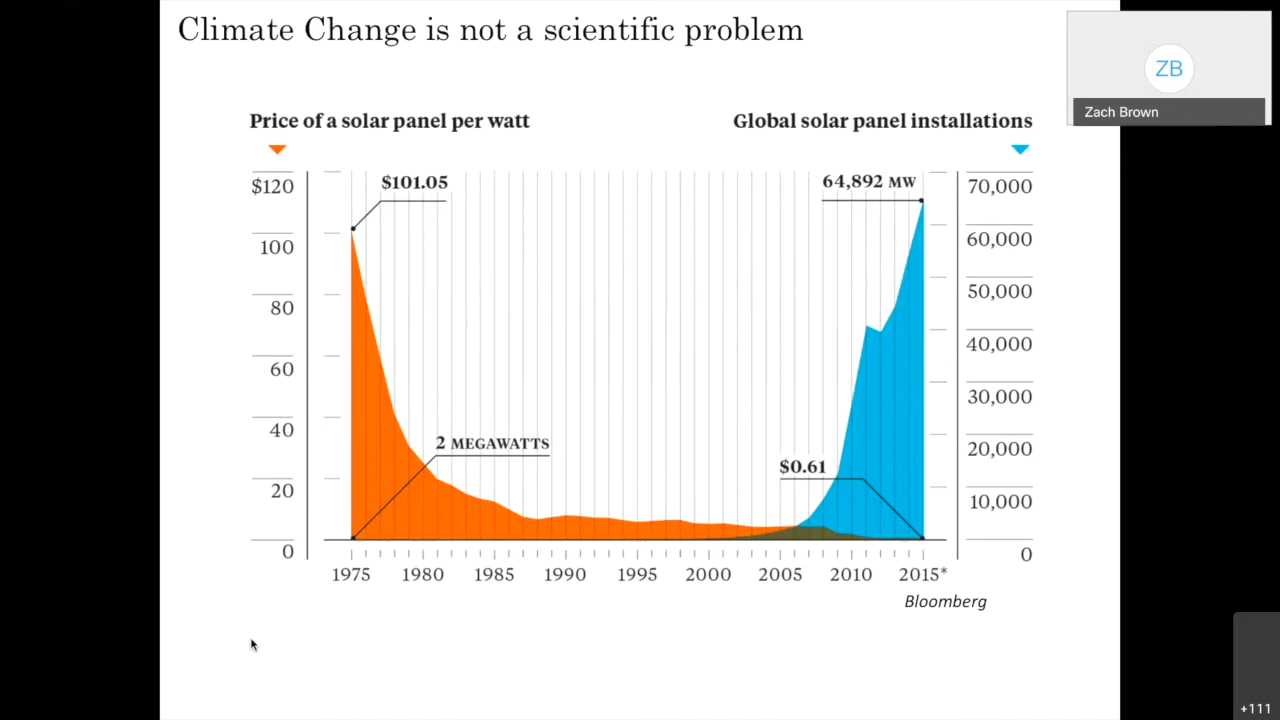 Climate Change is not a scientific problem
ZB
Zach Brown
Price of a solar panel per watt
Global solar panel installations
$120
100
80
60
40
20
0
$101.05
2 MEGAWATTS
64,892 MW
$0.61
70,000
60,000
50,000
40,000
30,000
20,000
10,000
0
1975 1980 1985 1990 1995 2000 2005 2010 2015*
Bloomberg
+111